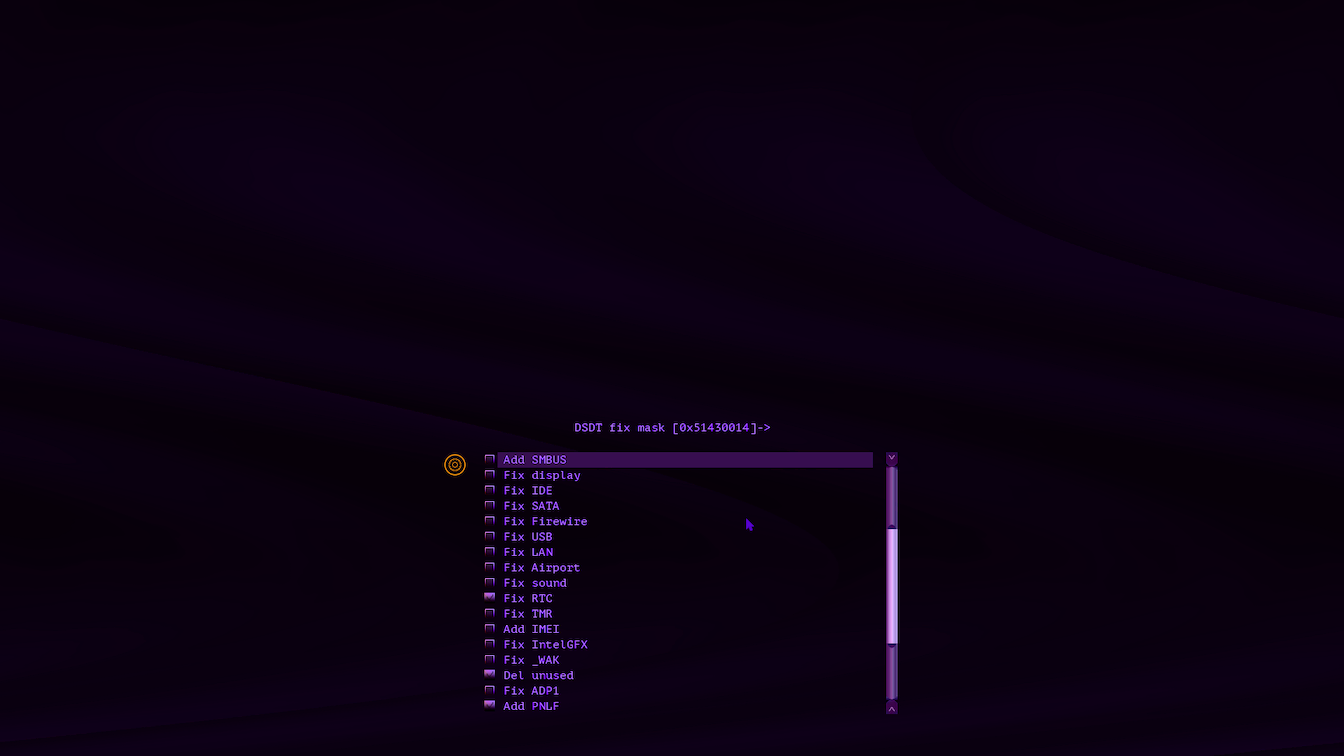 DSDT fix mask [0x51430014]->
Add SMBUS
Fix display
Fix IDE
Fix SATA
Fix Firewire
Fix USB
Fix LAN
Fix Airport
Fix sound
Fix RTC
Fix TMR
Add IMEI
Fix IntelGFX
Fix _WAK
Del unused
Fix ADP1
Add PNLF